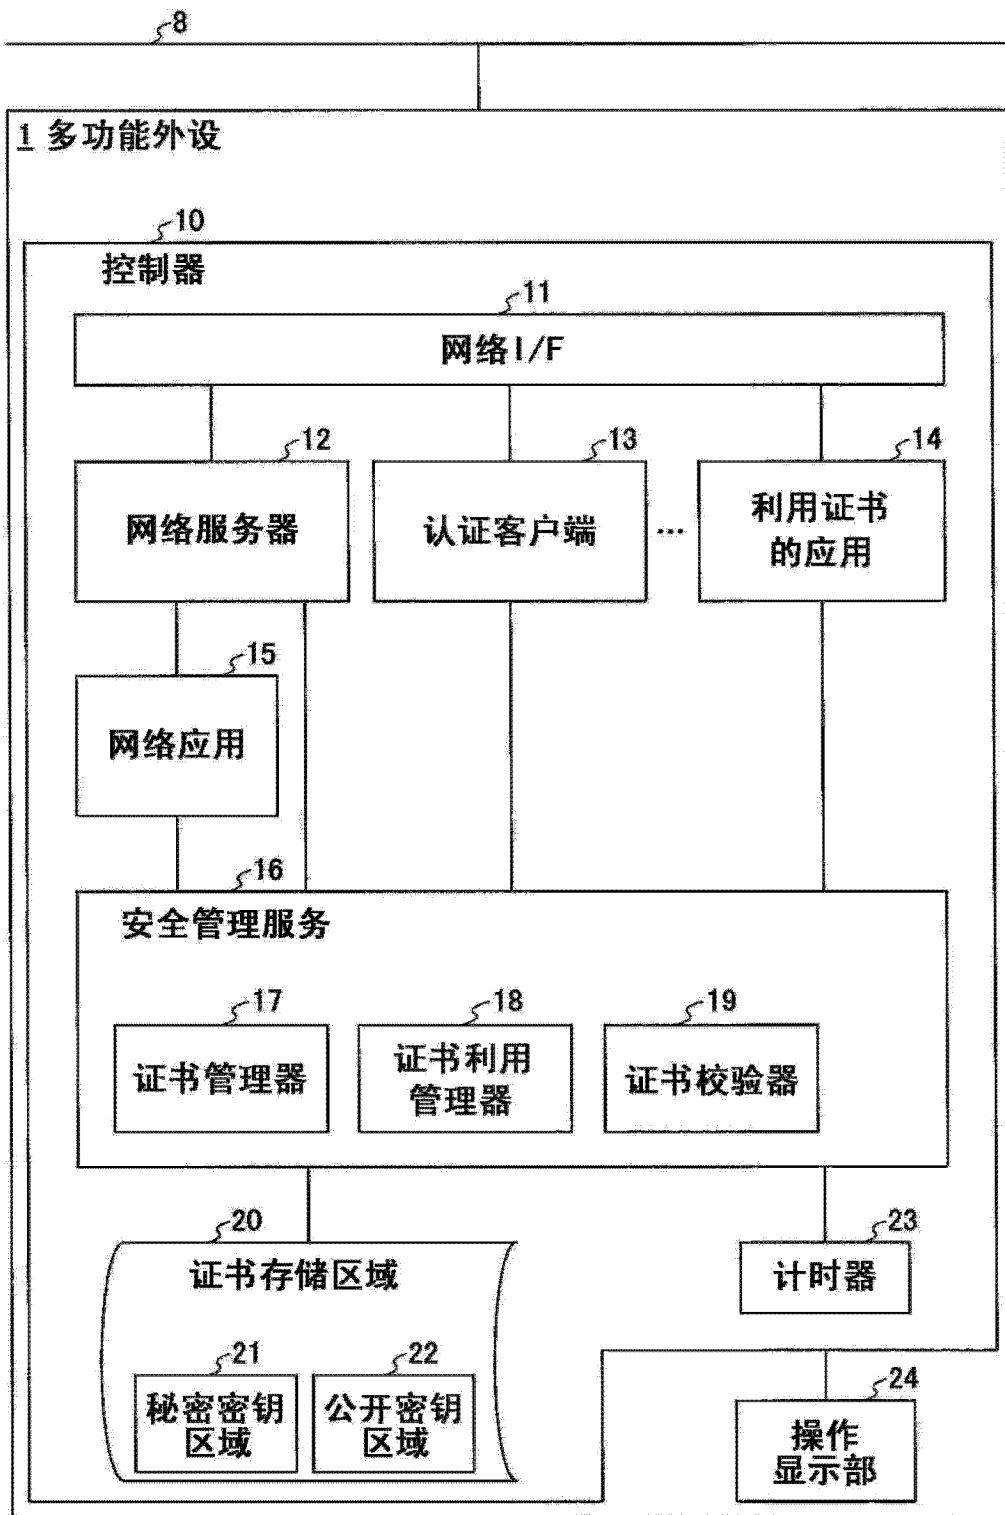 8
1 多功能外设
10
控制器
11
网络I/F
12
网络服务器
13
认证客户端
...
14
利用证书
的应用
15
网络应用
16
安全管理服务
17
证书管理器
18
证书利用
管理器
19
证书校验器
20
证书存储区域
21
秘密密钥
区域
22
公开密钥
区域
23
计时器
24
操作
显示部